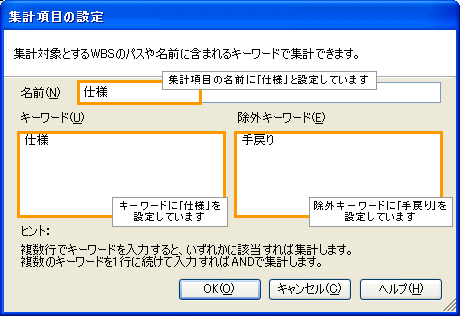 集計項目の設定
集計対象とするWBSのパスや名前に含まれるキーワードで集計できます。
集計項目の名前に「仕様」と設定しています
名前(N) 仕様
キーワード(U) 除外キーワード(E)
仕様 手戻り
キーワードに「仕様」を
設定しています
除外キーワードに「手戻り」を
設定しています
ヒント:
複数行でキーワードを入力すると、いずれかに該当すれば集計します。
複数のキーワードを1行に続けて入力すればANDで集計します。
OK(O) キャンセル(C) ヘルプ(H)